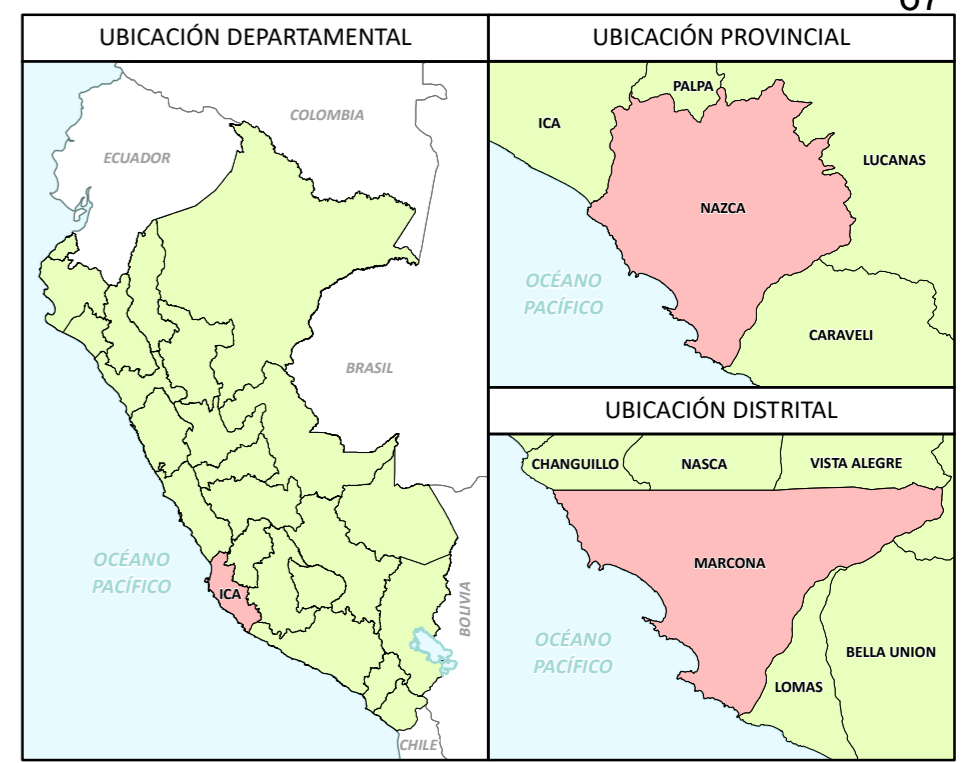 67
UBICACIÓN DEPARTAMENTAL
COLOMBIA
ECUADOR
BRASIL
OCÉANO
PACÍFICO
ICA
BOLIVIA
CHILE
UBICACIÓN PROVINCIAL
PALPA
ICA
LUCANAS
NAZCA
OCÉANO
PACÍFICO
CARAVELI
UBICACIÓN DISTRITAL
CHANGUILLO
NASCA
VISTA ALEGRE
MARCONA
OCÉANO
PACÍFICO
BELLA UNION
LOMAS